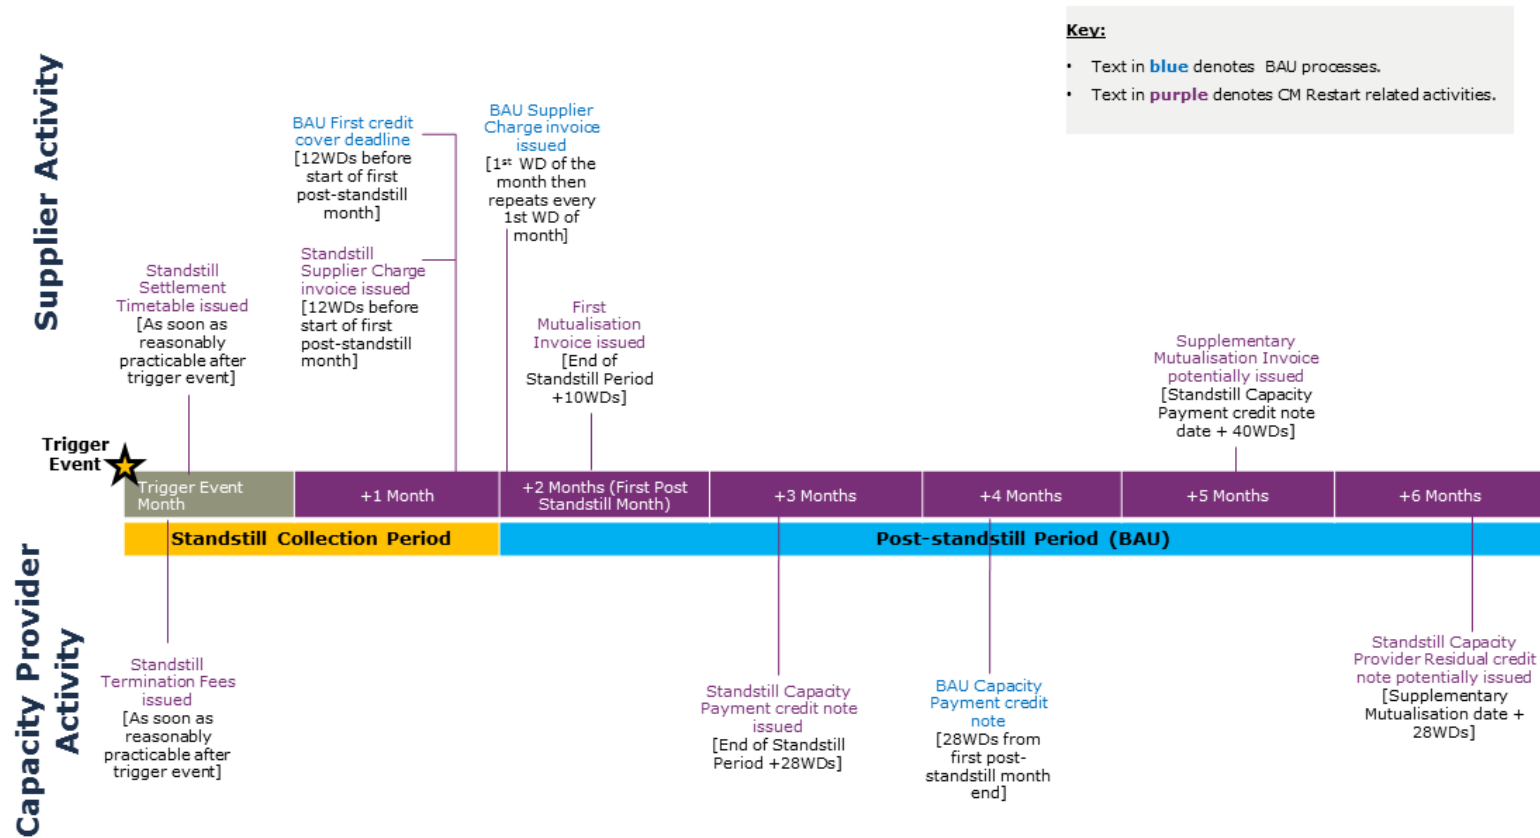 Key:
• Text in blue denotes BAU processes.
• Text in purple denotes CM Restart related activities.
Supplier Activity
BAU First credit
cover deadline
[12WDs before
start of first
post-standstill
month]
BAU Supplier
Charge invoice
issued
[1st WD of the
month then
repeats every
1st WD of
month]
Standstill
Settlement
Timetable issued
[As soon as
reasonably
practicable after
trigger event]
Standstill
Supplier Charge
invoice issued
[12WDs before
start of first
post-standstill
month]
First
Mutualisation
Invoice issued
[End of
Standstill Period
+10WDs]
Supplementary
Mutualisation Invoice
potentially issued
[Standstill Capacity
Payment credit note
date + 40WDs]
Trigger
Event
Trigger Event
Month
+1 Month
+2 Months (First Post
Standstill Month)
+3 Months
+4 Months
+5 Months
+6 Months
Standstill Collection Period
Post-standstill Period (BAU)
Capacity Provider
Activity
Standstill
Termination Fees
issued
[As soon as
reasonably
practicable after
trigger event]
Standstill Capacity
Payment credit note
issued
[End of Standstill
Period +28WDs]
BAU Capacity
Payment credit
note
[28WDs from
first post-
standstill month
end]
Standstill Capacity
Provider Residual credit
note potentially issued
[Supplementary
Mutualisation date +
28WDs]